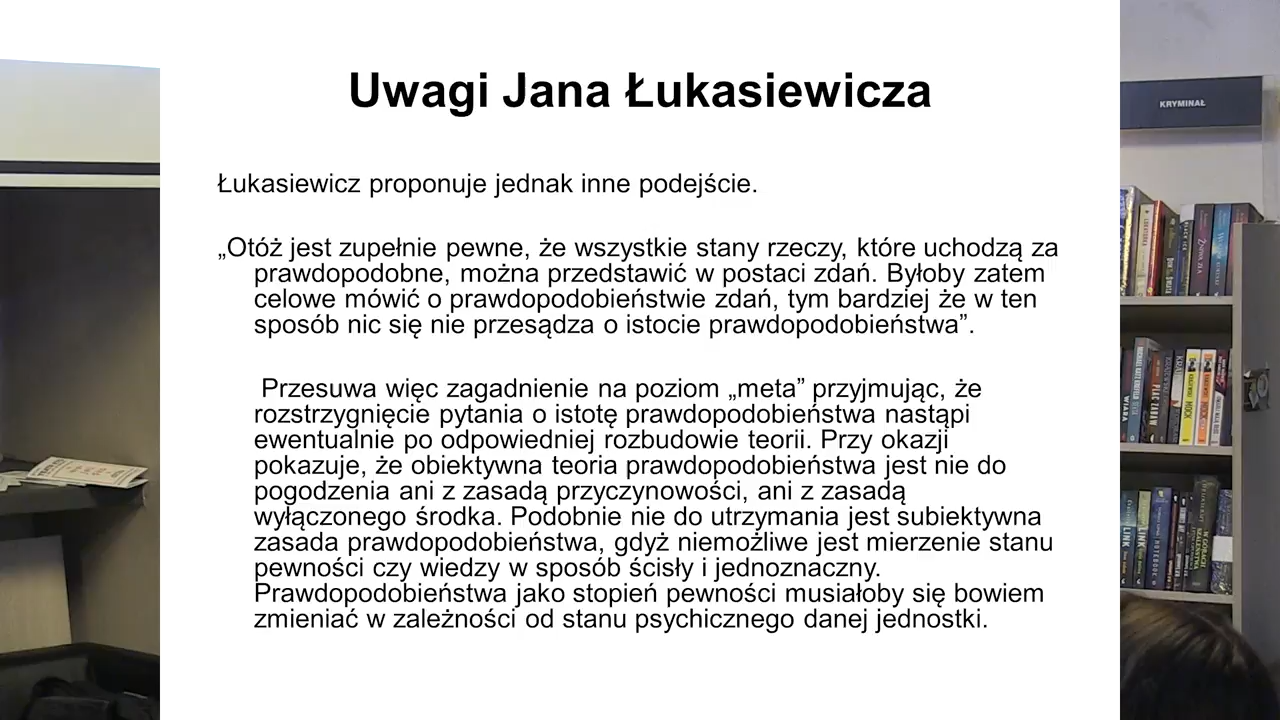 Uwagi Jana Łukasiewicza
Łukasiewicz proponuje jednak inne podejście.
„Otóż jest zupełnie pewne, że wszystkie stany rzeczy, które uchodzą za
prawdopodobne, można przedstawić w postaci zdań. Byłoby zatem
celowe mówić o prawdopodobieństwie zdań, tym bardziej że w ten
sposób nic się nie przesądza o istocie prawdopodobieństwa”.
Przesuwa więc zagadnienie na poziom „meta” przyjmując, że
rozstrzygnięcie pytania o istotę prawdopodobieństwa nastąpi
ewentualnie po odpowiedniej rozbudowie teorii. Przy okazji
pokazuje, że obiektywna teoria prawdopodobieństwa jest nie do
pogodzenia ani z zasadą przyczynowości, ani z zasadą
wyłączonego środka. Podobnie nie do utrzymania jest subiektywna
zasada prawdopodobieństwa, gdyż niemożliwe jest mierzenie stanu
pewności czy wiedzy w sposób ścisły i jednoznaczny.
Prawdopodobieństwa jako stopień pewności musiałoby się bowiem
zmieniać w zależności od stanu psychicznego danej jednostki.
KRYMINAŁ